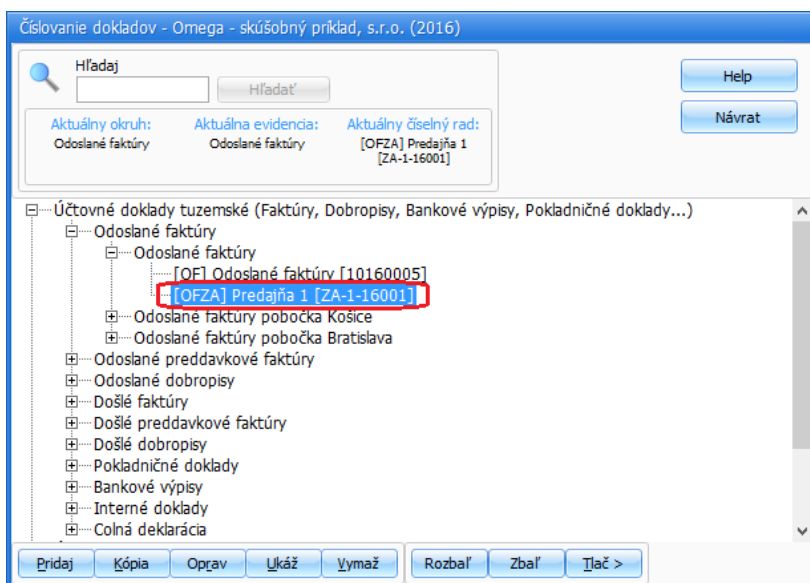 Číslovanie dokladov - Omega - skúšobný príklad, s.r.o. (2016)
Hľadaj
Hľadať
Help
Návrat
Aktuálny okruh: Aktuálna evidencia: Aktuálny číselný rad:
Odoslané faktúry Odoslané faktúry [OFZA] Predajňa 1
[ZA-1-16001]
Účtovné doklady tuzemské (Faktúry, Dobropisy, Bankové výpisy, Pokladničné doklady...)
Odoslané faktúry
Odoslané faktúry
[OF] Odoslané faktúry [10160005]
[OFZA] Predajňa 1 [ZA-1-16001]
Odoslané faktúry pobočka Košice
Odoslané faktúry pobočka Bratislava
Odoslané preddavkové faktúry
Odoslané dobropisy
Došlé faktúry
Došlé preddavkové faktúry
Došlé dobropisy
Pokladničné doklady
Bankové výpisy
Interné doklady
Colná deklarácia
Pridaj Kópia Oprav Ukáž Vymaž Rozbaľ Zbaľ Tlač >